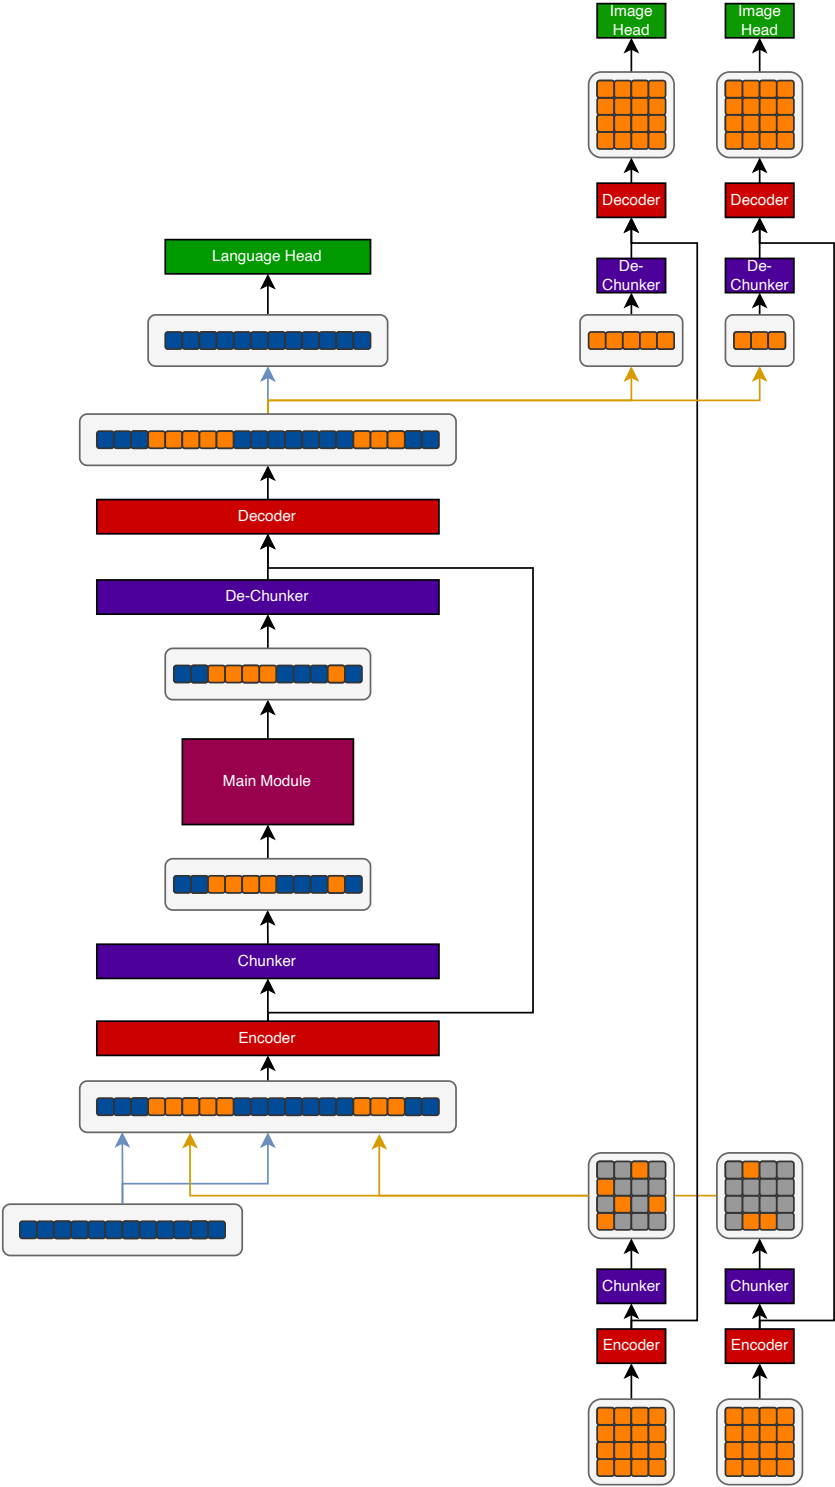 Image
Head
Image
Head
Decoder
Decoder
Language Head
De-
Chunker
De-
Chunker
Decoder
De-Chunker
Main Module
Chunker
Encoder
Chunker
Chunker
Encoder
Encoder